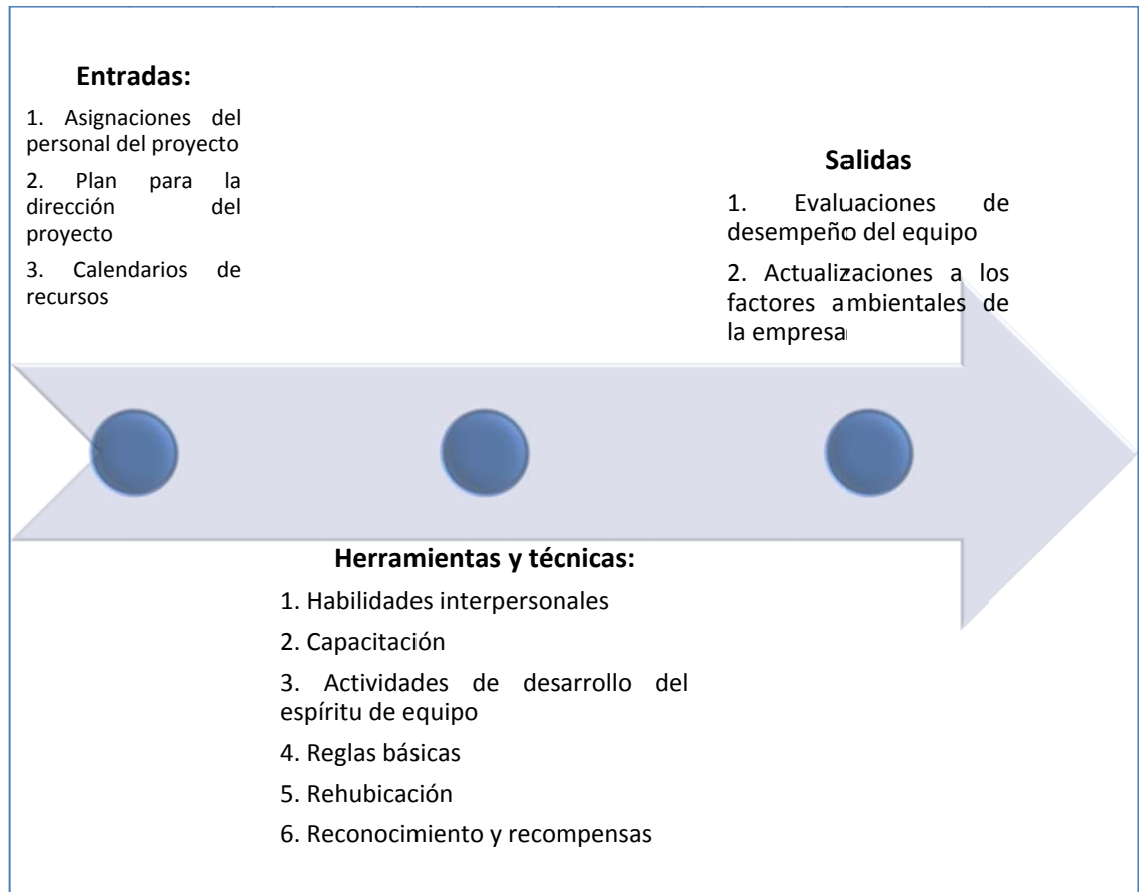 Entradas:
1. Asignaciones del
personal del proyecto
2. Plan para la
dirección del
proyecto
3. Calendarios de
recursos
Salidas
1. Evaluaciones de
desempeño del equipo
2. Actualizaciones a los
factores ambientales de
la empresa
Herramientas y técnicas:
1. Habilidades interpersonales
2. Capacitación
3. Actividades de desarrollo del
espíritu de equipo
4. Reglas básicas
5. Rehubicación
6. Reconocimiento y recompensas